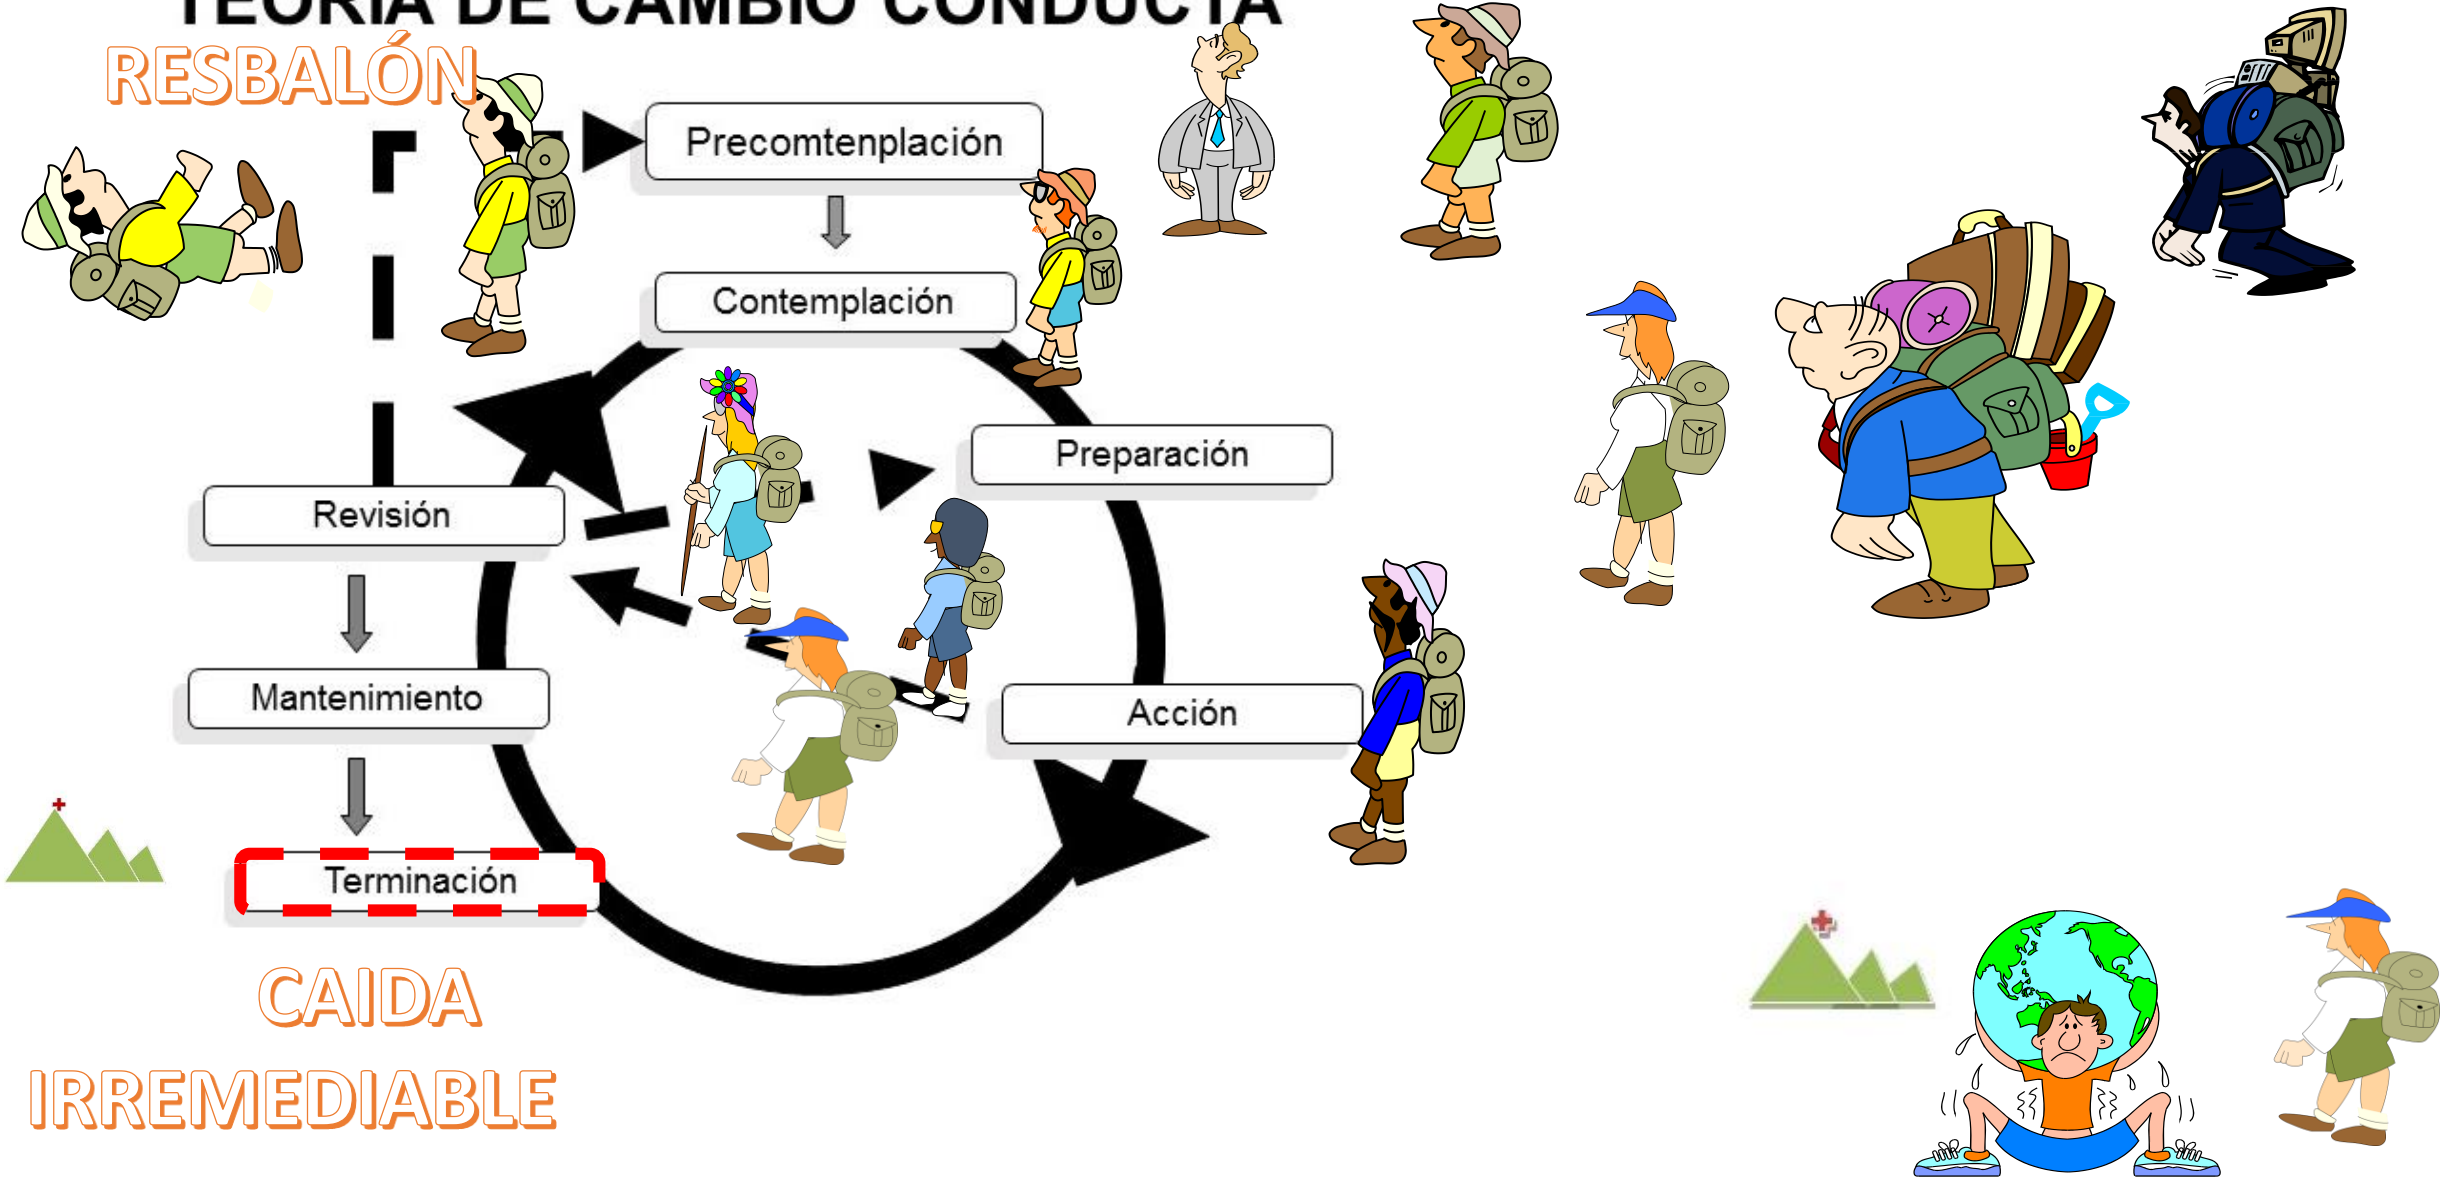 TEORIA DE CAMBIO CONDUCTA
RESBALÓN
Precomtenplación
Contemplación
Preparación
Revisión
Mantenimiento
Acción
Terminación
CAIDA
IRREMEDIABLE